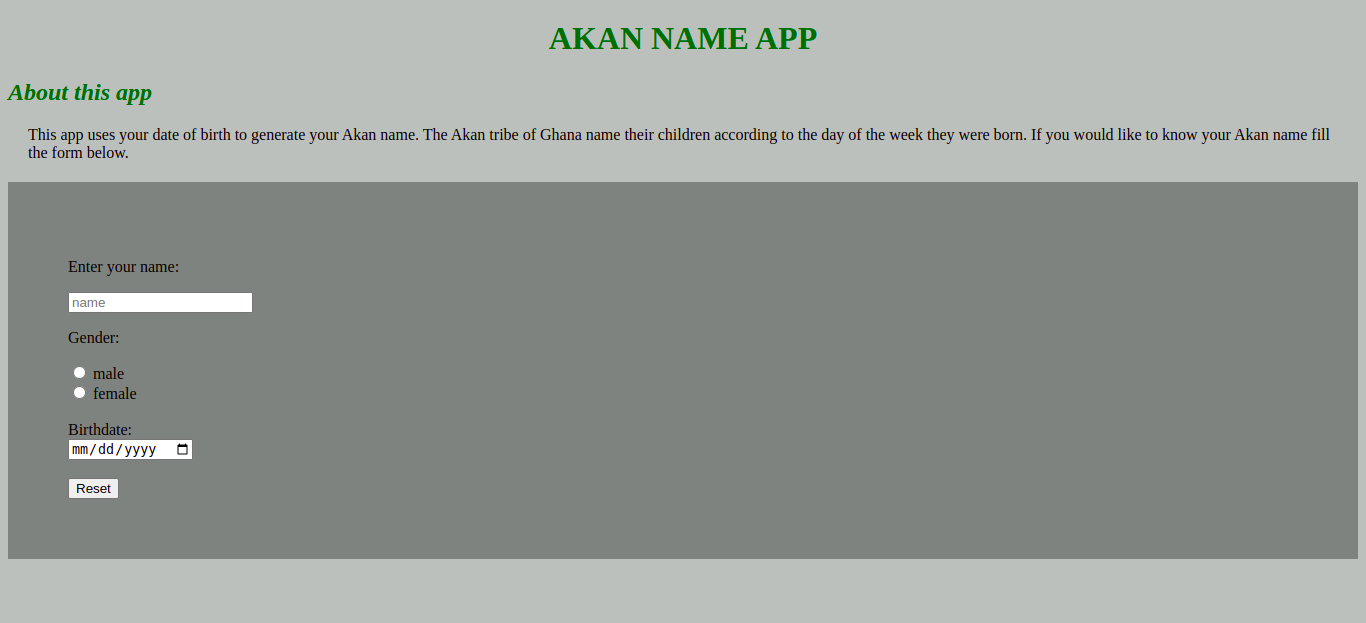 AKAN NAME APP
About this app
This app uses your date of birth to generate your Akan name. The Akan tribe of Ghana name their children according to the day of the week they were born. If you would like to know your Akan name fill
the form below.
Enter your name:
name
Gender:
male
female
Birthdate:
mm/dd/yyyy
Reset